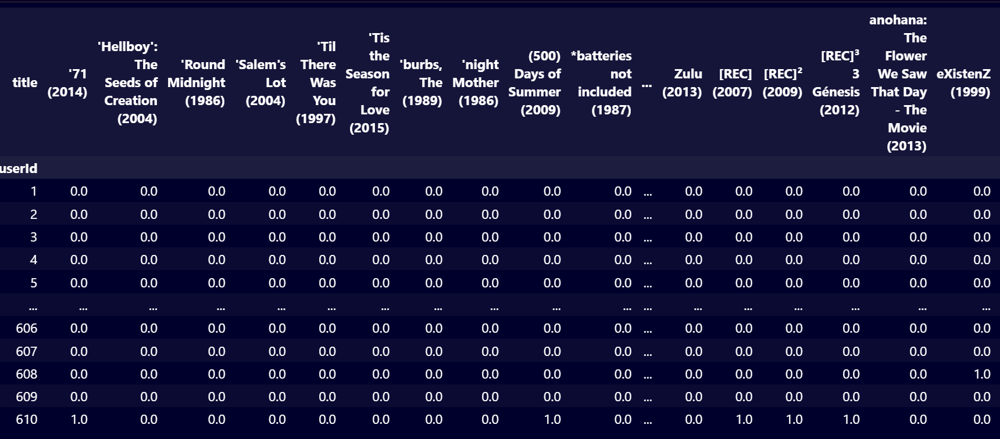 title '71 (2014) 'Hellboy': The Seeds of Creation (2004) 'Round Midnight (1986) 'Salem's Lot (2004) 'Til There Was You (1997) 'Tis the Season for Love (2015) 'burbs, The (1989) 'night Mother (1986) (500) Days of Summer (2009) *batteries not included (1987) ... Zulu (2013) [REC] (2007) [REC]² (2009) [REC]³ 3 Génesis (2012) anohana: The Flower We Saw That Day - The Movie (2013) eXistenZ (1999)
userId
1 0.0 0.0 0.0 0.0 0.0 0.0 0.0 0.0 0.0 0.0 ... 0.0 0.0 0.0 0.0 0.0 0.0
2 0.0 0.0 0.0 0.0 0.0 0.0 0.0 0.0 0.0 0.0 ... 0.0 0.0 0.0 0.0 0.0 0.0
3 0.0 0.0 0.0 0.0 0.0 0.0 0.0 0.0 0.0 0.0 ... 0.0 0.0 0.0 0.0 0.0 0.0
4 0.0 0.0 0.0 0.0 0.0 0.0 0.0 0.0 0.0 0.0 ... 0.0 0.0 0.0 0.0 0.0 0.0
5 0.0 0.0 0.0 0.0 0.0 0.0 0.0 0.0 0.0 0.0 ... 0.0 0.0 0.0 0.0 0.0 0.0
... ... ... ... ... ... ... ... ... ... ... ... ... ... ... ... ... ...
606 0.0 0.0 0.0 0.0 0.0 0.0 0.0 0.0 0.0 0.0 ... 0.0 0.0 0.0 0.0 0.0 0.0
607 0.0 0.0 0.0 0.0 0.0 0.0 0.0 0.0 0.0 0.0 ... 0.0 0.0 0.0 0.0 0.0 0.0
608 0.0 0.0 0.0 0.0 0.0 0.0 0.0 0.0 0.0 0.0 ... 0.0 0.0 0.0 0.0 0.0 1.0
609 0.0 0.0 0.0 0.0 0.0 0.0 0.0 0.0 0.0 0.0 ... 0.0 0.0 0.0 0.0 0.0 0.0
610 1.0 0.0 0.0 0.0 0.0 0.0 0.0 0.0 1.0 0.0 ... 0.0 1.0 1.0 1.0 0.0 0.0